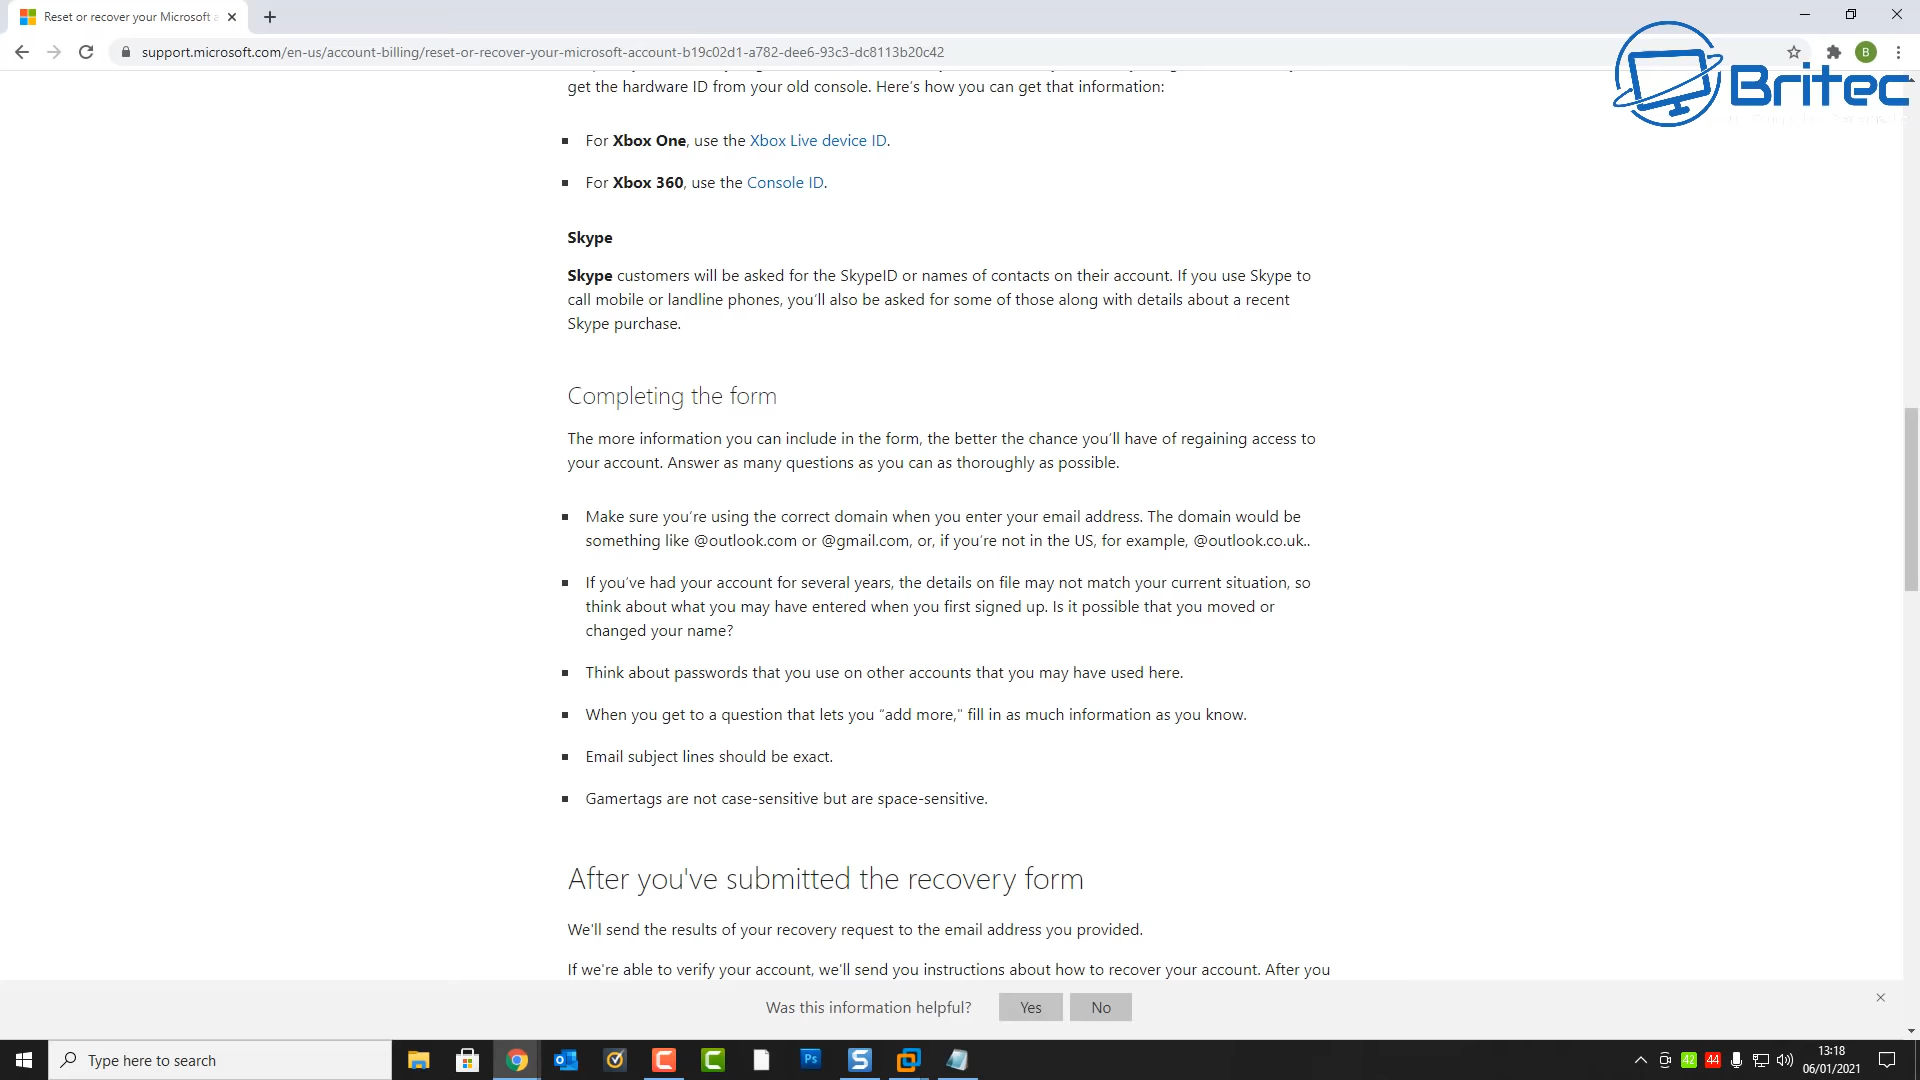 Reset or recover your Microsoft a
support.microsoft.com/en-us/account-billing/reset-or-recover-your-microsoft-account-b19c02d1-a782-dee6-93c3-dc8113b20c42
B
Britec
get the hardware ID from your old console. Here's how you can get that information:
For Xbox One, use the Xbox Live device ID.
For Xbox 360, use the Console ID.
Skype
Skype customers will be asked for the SkypeID or names of contacts on their account. If you use Skype to
call mobile or landline phones, you'll also be asked for some of those along with details about a recent
Skype purchase.
Completing the form
The more information you can include in the form, the better the chance you'll have of regaining access to
your account. Answer as many questions as you can as thoroughly as possible.
Make sure you're using the correct domain when you enter your email address. The domain would be
something like @outlook.com or @gmail.com, or, if you're not in the US, for example, @outlook.co.uk..
If you've had your account for several years, the details on file may not match your current situation, so
think about what you may have entered when you first signed up. Is it possible that you moved or
changed your name?
Think about passwords that you use on other accounts that you may have used here.
When you get to a question that lets you “add more,” fill in as much information as you know.
Email subject lines should be exact.
Gamertags are not case-sensitive but are space-sensitive.
After you've submitted the recovery form
We'll send the results of your recovery request to the email address you provided.
If we're able to verify your account, we'll send you instructions about how to recover your account. After you
Was this information helpful? Yes No
Type here to search
Ps
42 44
13:18
06/01/2021